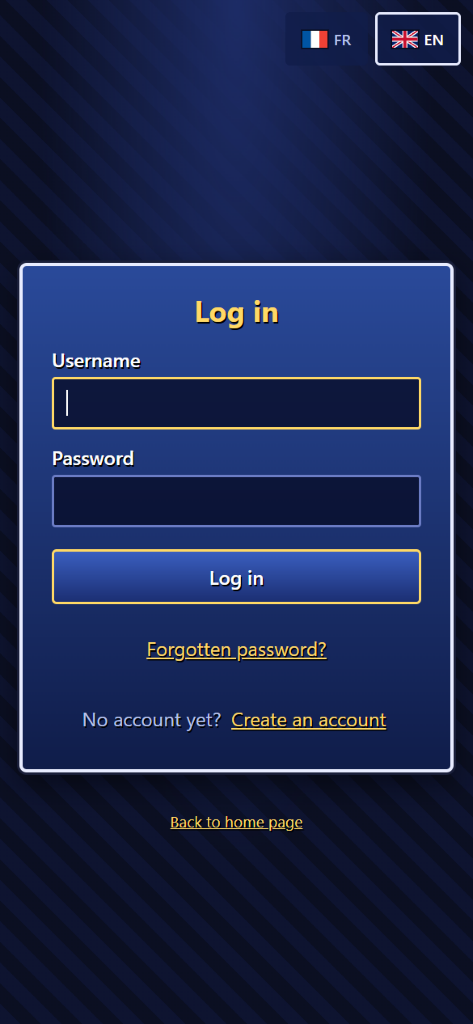 FR EN
Log in
Username
Password
Log in
Forgotten password?
No account yet? Create an account
Back to home page